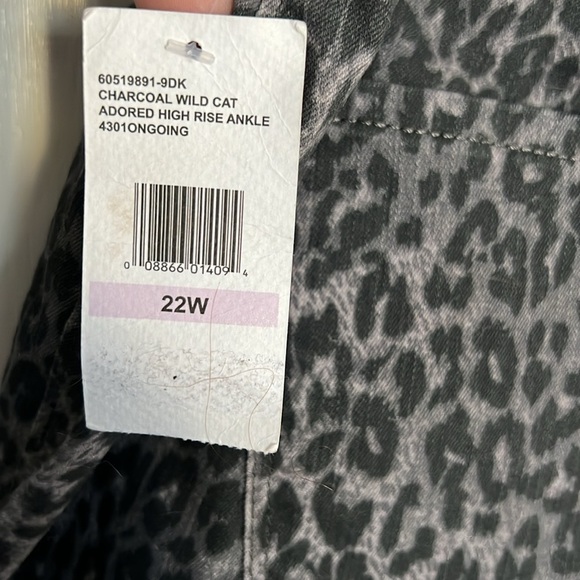 60519891-9DK
CHARCOAL WILD CAT
ADORED HIGH RISE ANKLE
4301ONGOING
0 08866 01409 4
22W